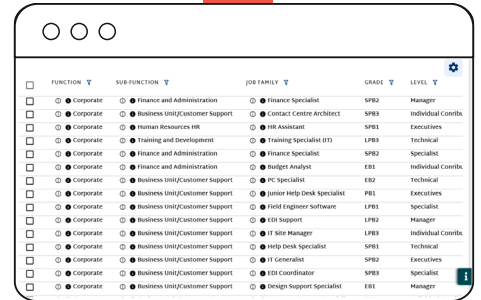 FUNCTION SUB-FUNCTION JOB FAMILY GRADE LEVEL
Corporate Finance and Administration Finance Specialist SPB2 Manager
Corporate Business Unit/Customer Support Contact Centre Architect SPB3 Individual Contribu
Corporate Human Resources HR HR Assistant SPB1 Executives
Corporate Training and Development Training Specialist (IT) LPB3 Technical
Corporate Finance and Administration Finance Specialist SPB2 Specialist
Corporate Finance and Administration Budget Analyst EB1 Individual Contribu
Corporate Business Unit/Customer Support PC Specialist EB2 Technical
Corporate Business Unit/Customer Support Junior Help Desk Specialist PB1 Executives
Corporate Business Unit/Customer Support Field Engineer Software LPB1 Specialist
Corporate Business Unit/Customer Support EDI Support LPB2 Manager
Corporate Business Unit/Customer Support IT Site Manager LPB3 Individual Contribu
Corporate Business Unit/Customer Support Help Desk Specialist SPB1 Technical
Corporate Business Unit/Customer Support IT Generalist SPB2 Executives
Corporate Business Unit/Customer Support EDI Coordinator SPB3 Specialist
Corporate Business Unit/Customer Support Design Support Specialist EB1 Manager